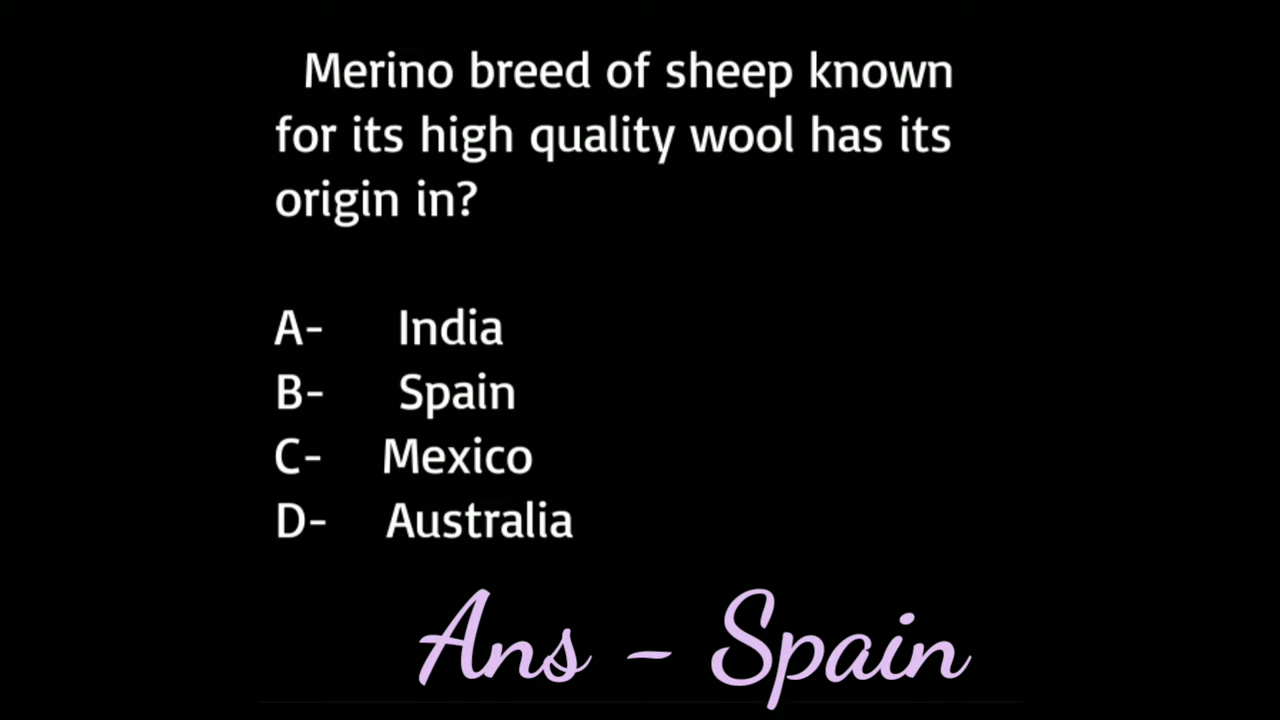 Merino breed of sheep known
for its high quality wool has its
origin in?
A- India
B- Spain
C- Mexico
D- Australia
Ans - Spain